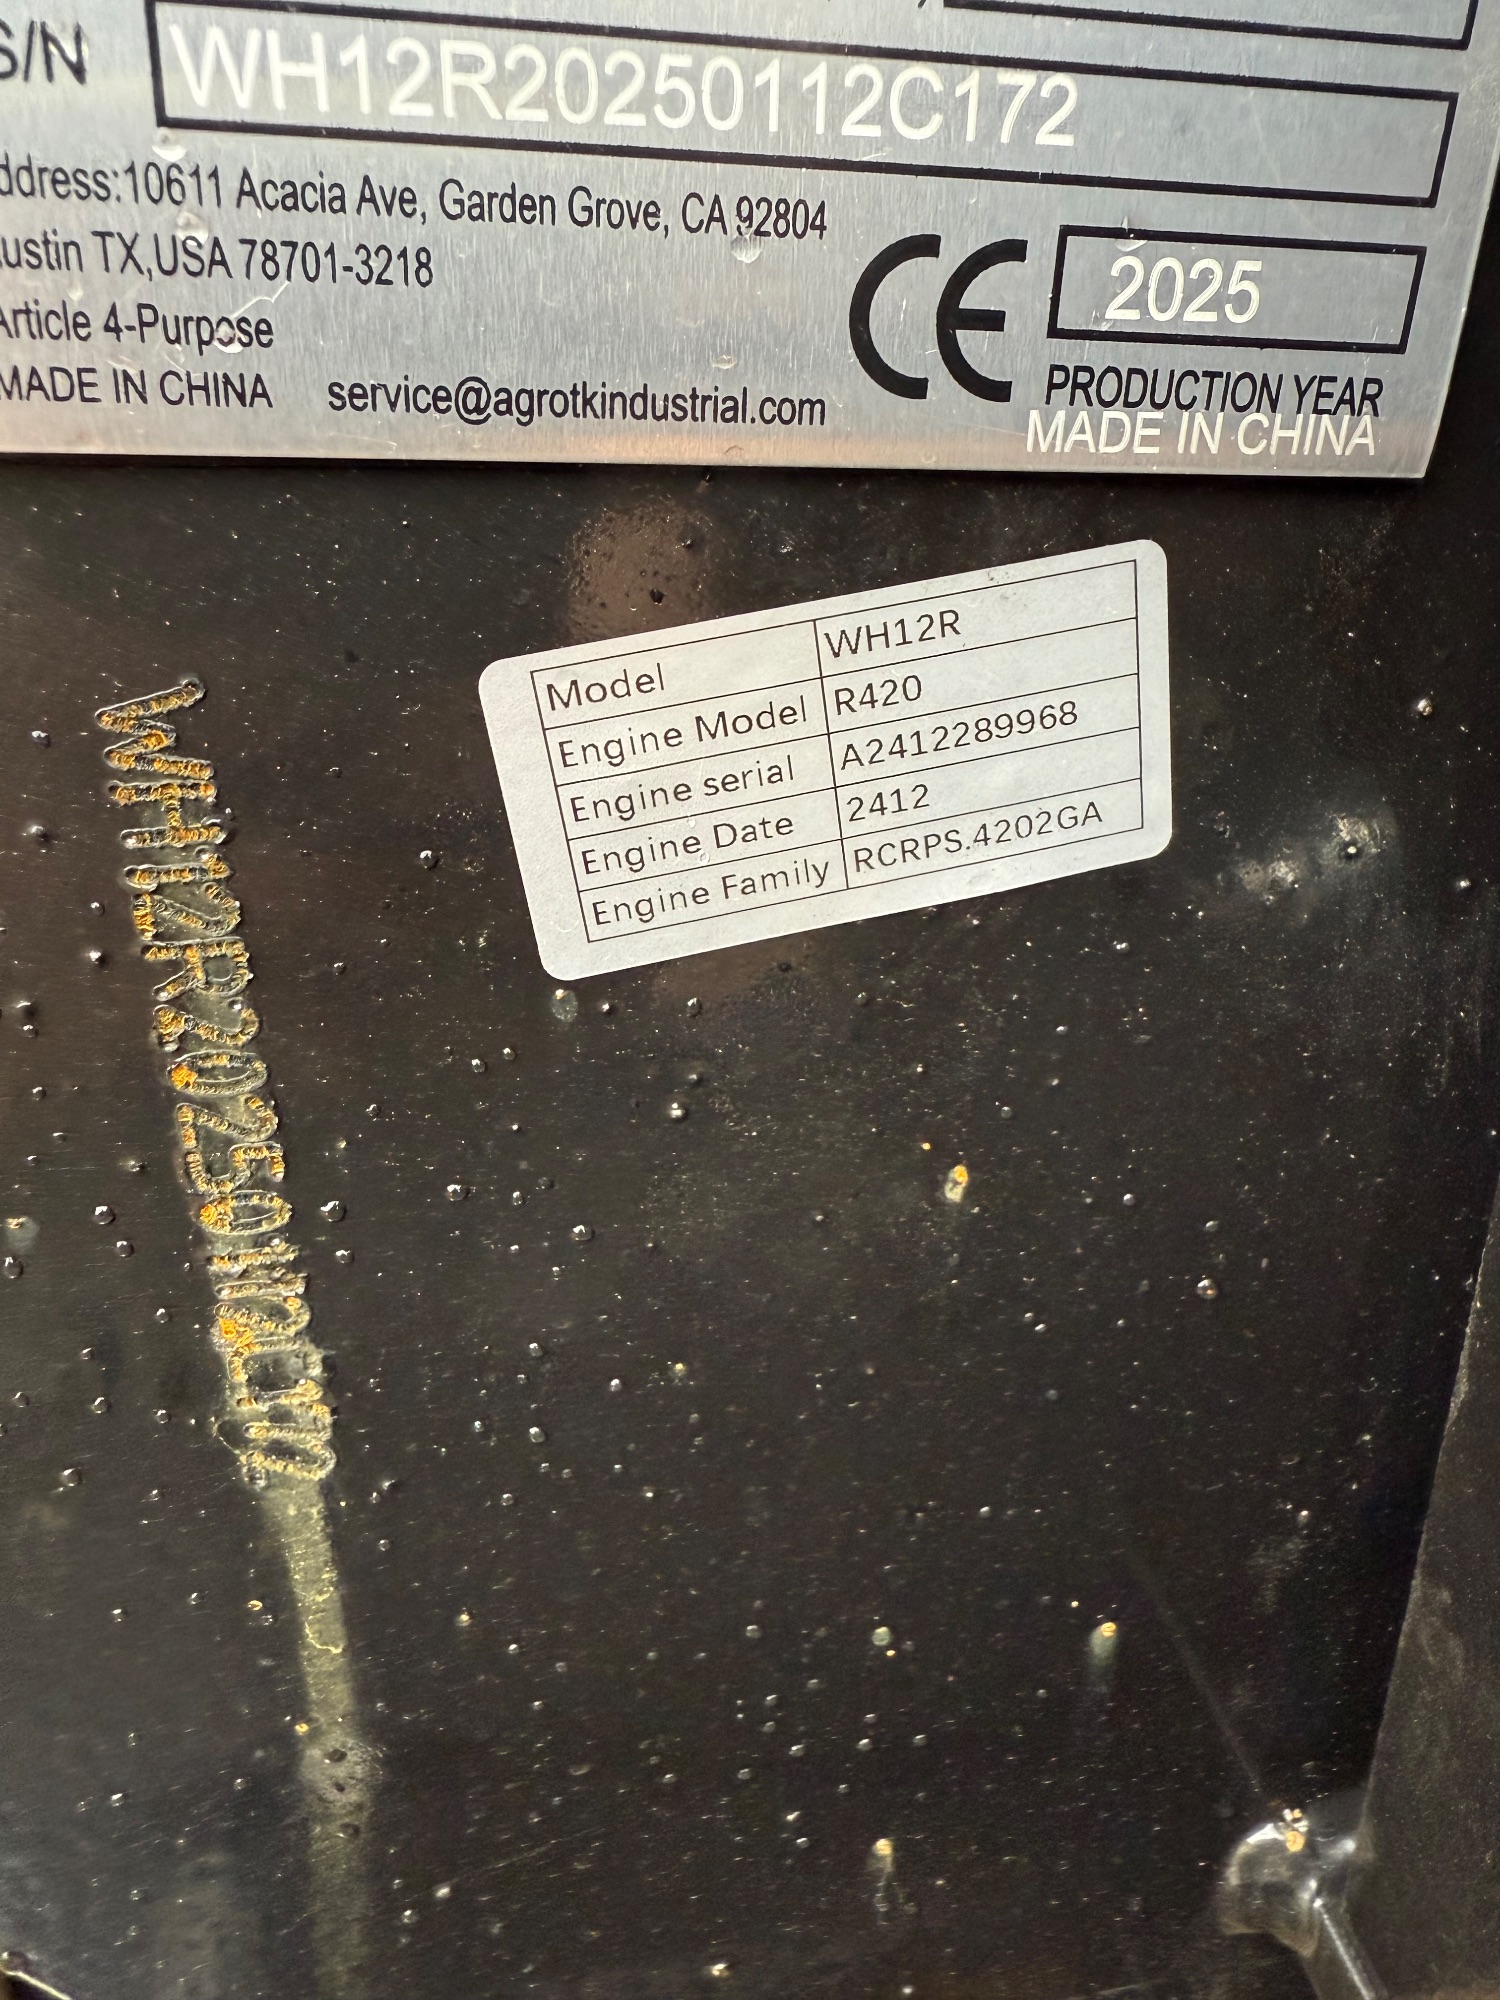 S/N WH12R20250112C172
ddress:10611 Acacia Ave, Garden Grove, CA 92804
ustin TX,USA 78701-3218
Article 4-Purpose
MADE IN CHINA service@agrotkindustrial.com
CE 2025
PRODUCTION YEAR
MADE IN CHINA
Model WH12R
Engine Model R420
Engine serial A2412289968
Engine Date 2412
Engine Family RCRPS.4202GA
WH12R20250112C172